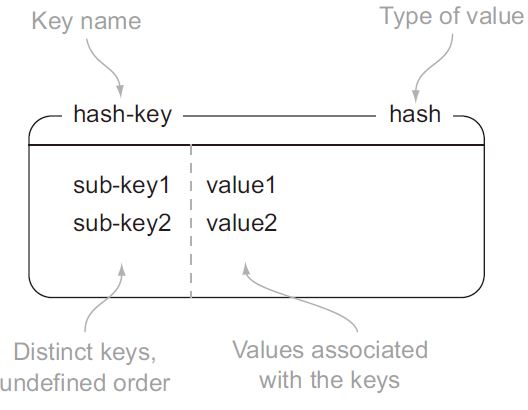 Key name
Type of value
hash-key
hash
sub-key1
value1
sub-key2
value2
Distinct keys,
undefined order
Values associated
with the keys